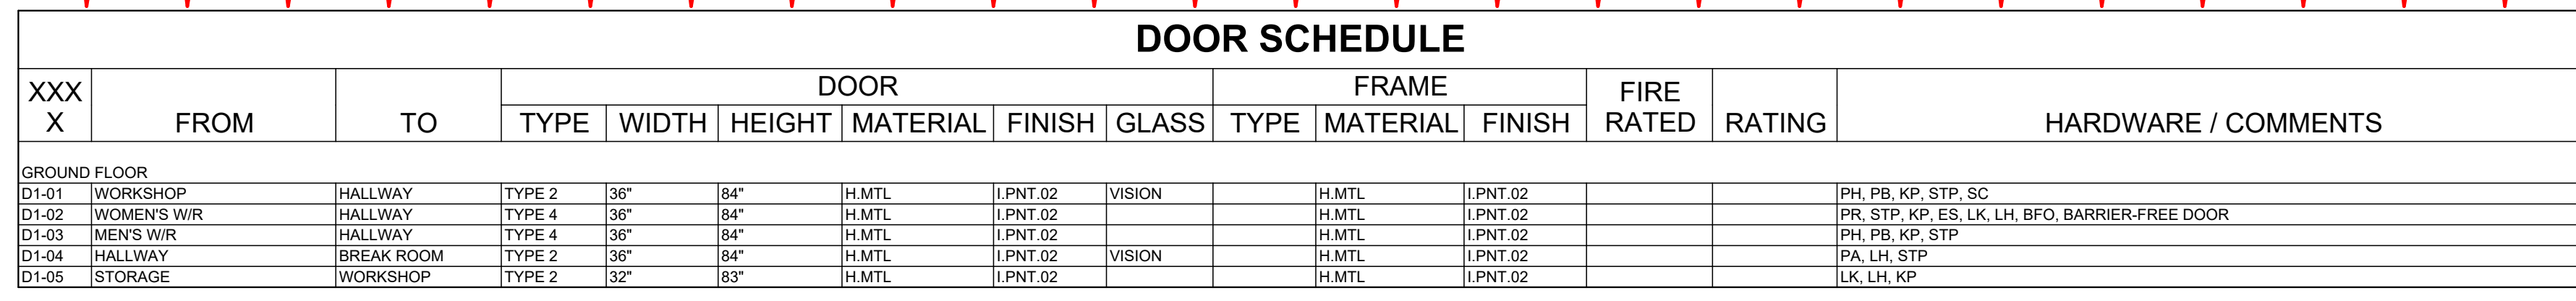 DOOR SCHEDULE
XXX X FROM TO DOOR FRAME FIRE RATED RATING HARDWARE / COMMENTS
TYPE WIDTH HEIGHT MATERIAL FINISH GLASS TYPE MATERIAL FINISH
GROUND FLOOR
D1-01 WORKSHOP HALLWAY TYPE 2 36" 84" H.MTL I.PNT.02 VISION H.MTL I.PNT.02 PH, PB, KP, STP, SC
D1-02 WOMEN'S W/R HALLWAY TYPE 4 36" 84" H.MTL I.PNT.02 H.MTL I.PNT.02 PR, STP, KP, ES, LK, LH, BFO, BARRIER-FREE DOOR
D1-03 MEN'S W/R HALLWAY TYPE 4 36" 84" H.MTL I.PNT.02 H.MTL I.PNT.02 PH, PB, KP, STP
D1-04 HALLWAY BREAK ROOM TYPE 2 36" 84" H.MTL I.PNT.02 VISION H.MTL I.PNT.02 PA, LH, STP
D1-05 STORAGE WORKSHOP TYPE 2 32" 83" H.MTL I.PNT.02 H.MTL I.PNT.02 LK, LH, KP